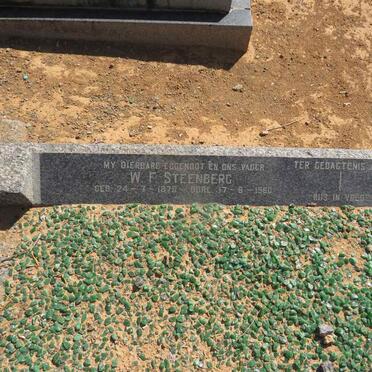 MY DIERBARE EGGENOOT EN ONS VADER
W. F. STEENBERG
GEB. 24 - 7 - 1876 - OORL. 17 - 6 - 1960
TER GEDAGTENIS
RUS IN VREDE